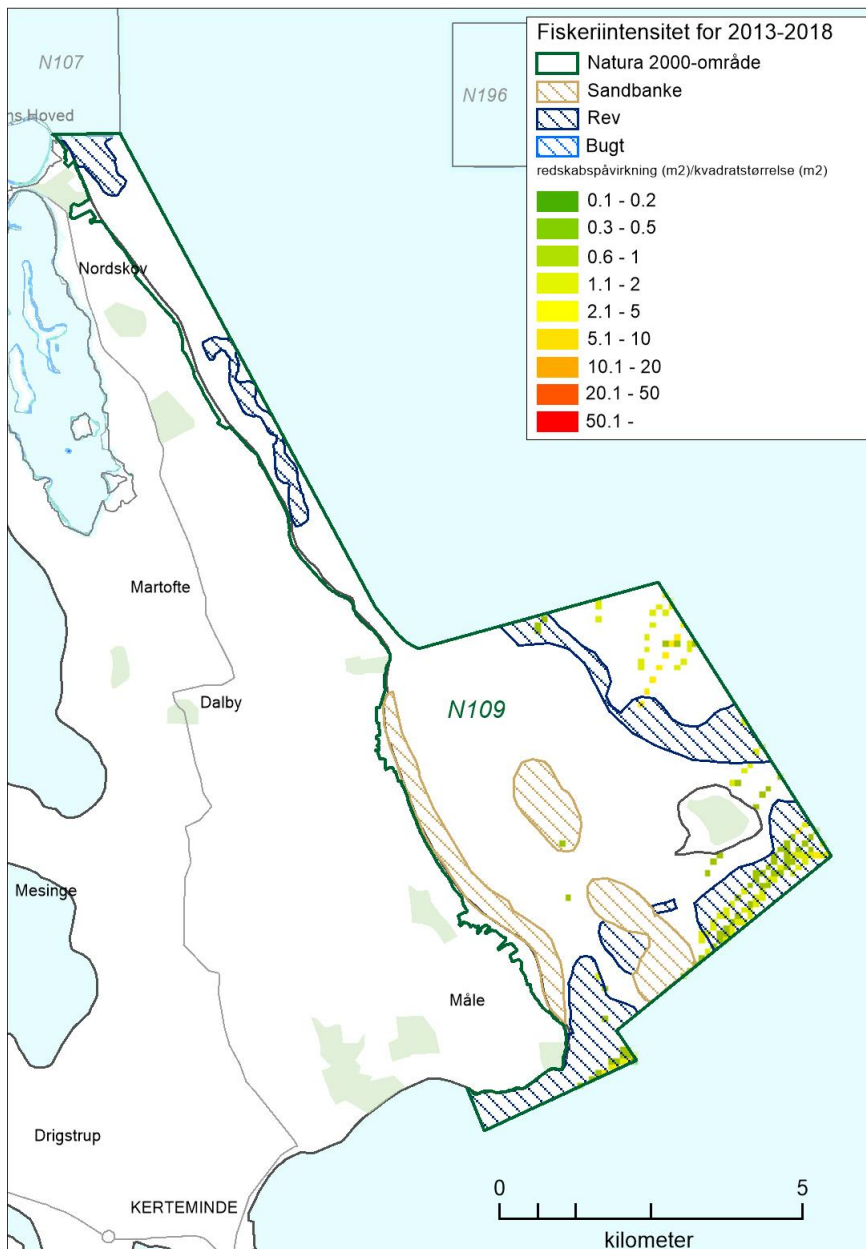 Fiskeriintensitet for 2013-2018
Natura 2000-område
Sandbanke
Rev
Bugt
redskabspåvirkning (m2)/kvadratstørrelse (m2)
0.1 - 0.2
0.3 - 0.5
0.6 - 1
1.1 - 2
2.1 - 5
5.1 - 10
10.1 - 20
20.1 - 50
50.1 -
N107
N196
ns Hoved
Nordskov
Martofte
Dalby
N109
Mesinge
Måle
Drigstrup
KERTEMINDE
0 5
kilometer